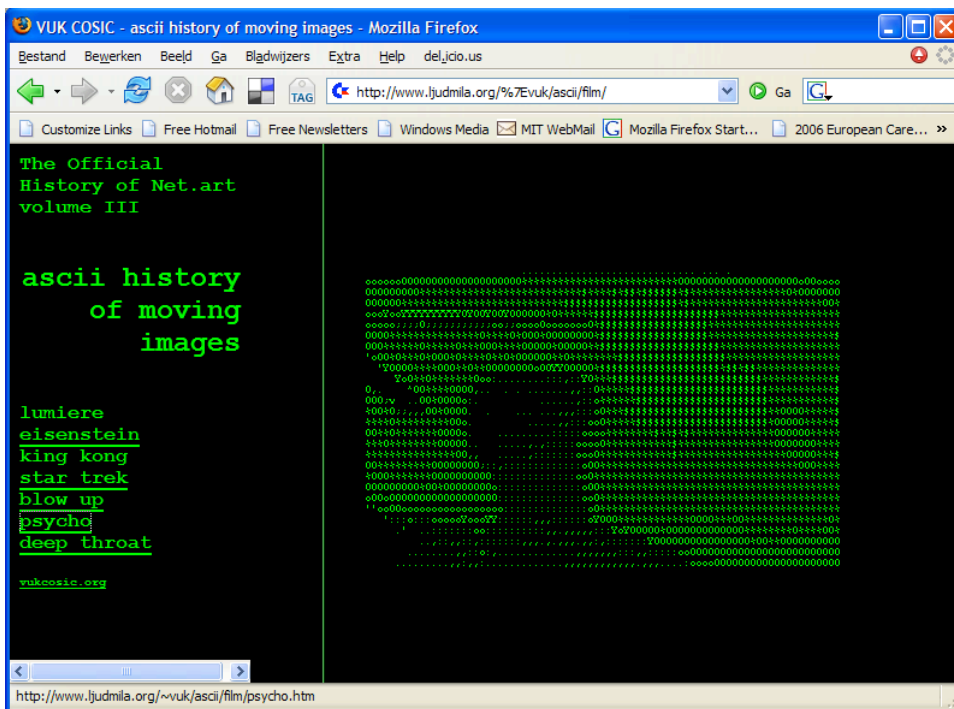 VUK COSIC - ascii history of moving images - Mozilla Firefox
Bestand Bewerken Beeld Ga Bladwijzers Extra Help del.icio.us
TAG http://www.ljudmila.org/%7Evuk/ascii/film/ Ga G
Customize Links Free Hotmail Free Newsletters Windows Media MIT WebMail Mozilla Firefox Start... 2006 European Care... »
The Official
History of Net.art
volume III
ascii history
of moving
images
lumiere
eisenstein
king kong
star trek
blow up
psycho
deep throat
vukcosic.org
http://www.ljudmila.org/~vuk/ascii/film/psycho.htm